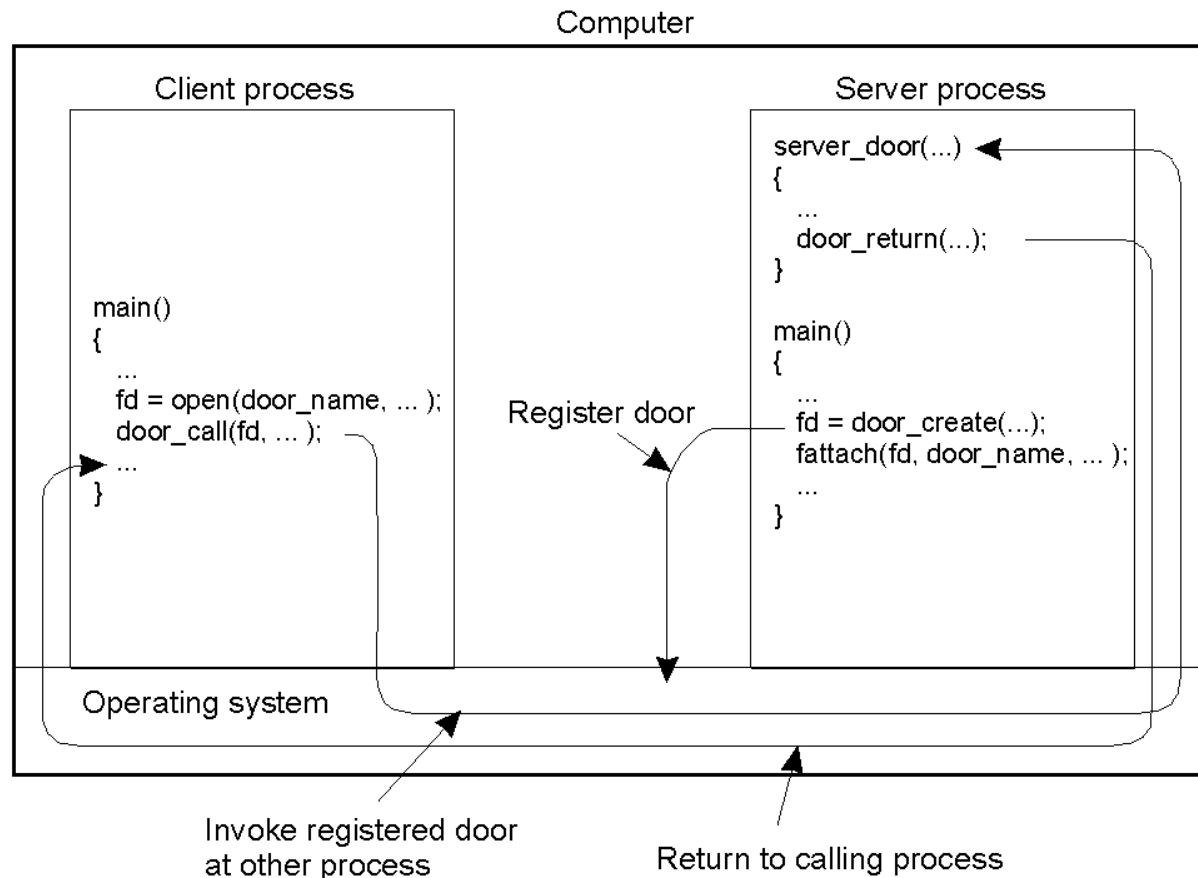 Computer
Client process
Server process
server_door(...)
{
...
door_return(...);
}
main()
{
...
fd = door_create(...);
fattach(fd, door_name, ... );
...
}
main()
{
...
fd = open(door_name, ... );
door_call(fd, ... );
...
}
Register door
Operating system
Invoke registered door
at other process
Return to calling process